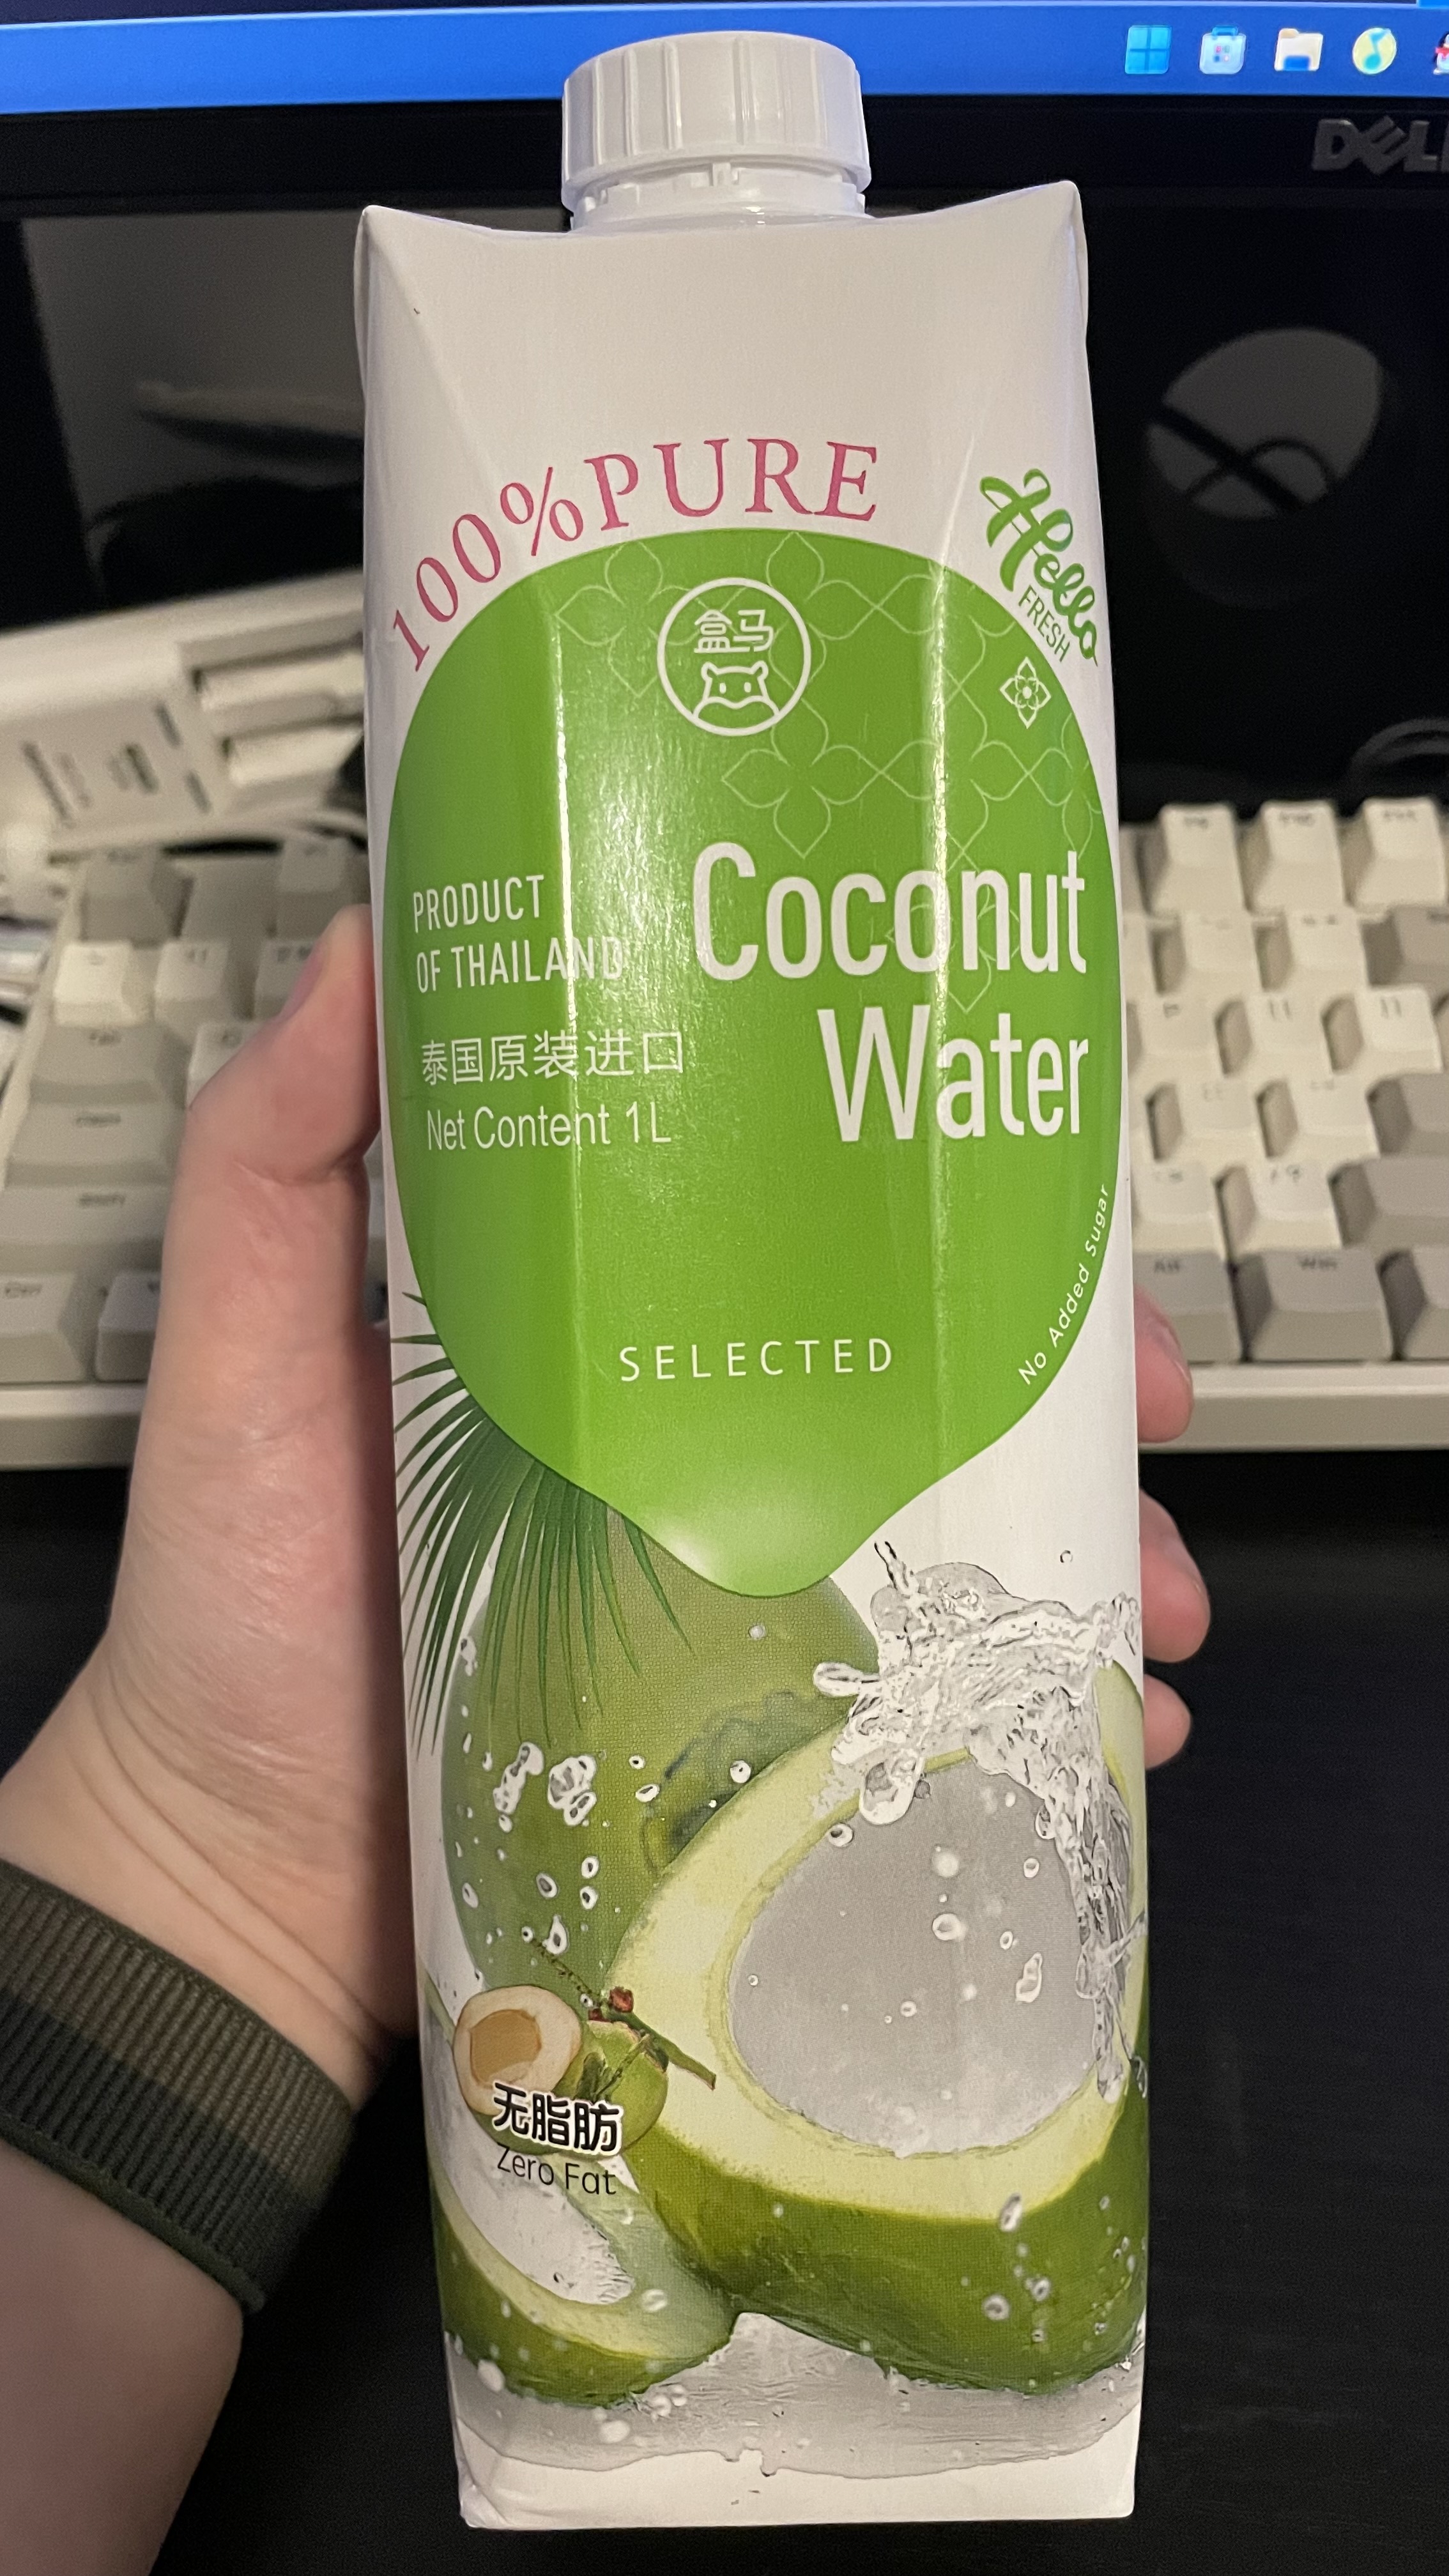 DELL
100%PURE
Hello
FRESH
盒马
PRODUCT
OF THAILAND
泰国原装进口
Net Content 1L
Coconut
Water
No Added Sugar
SELECTED
无脂肪
Zero Fat